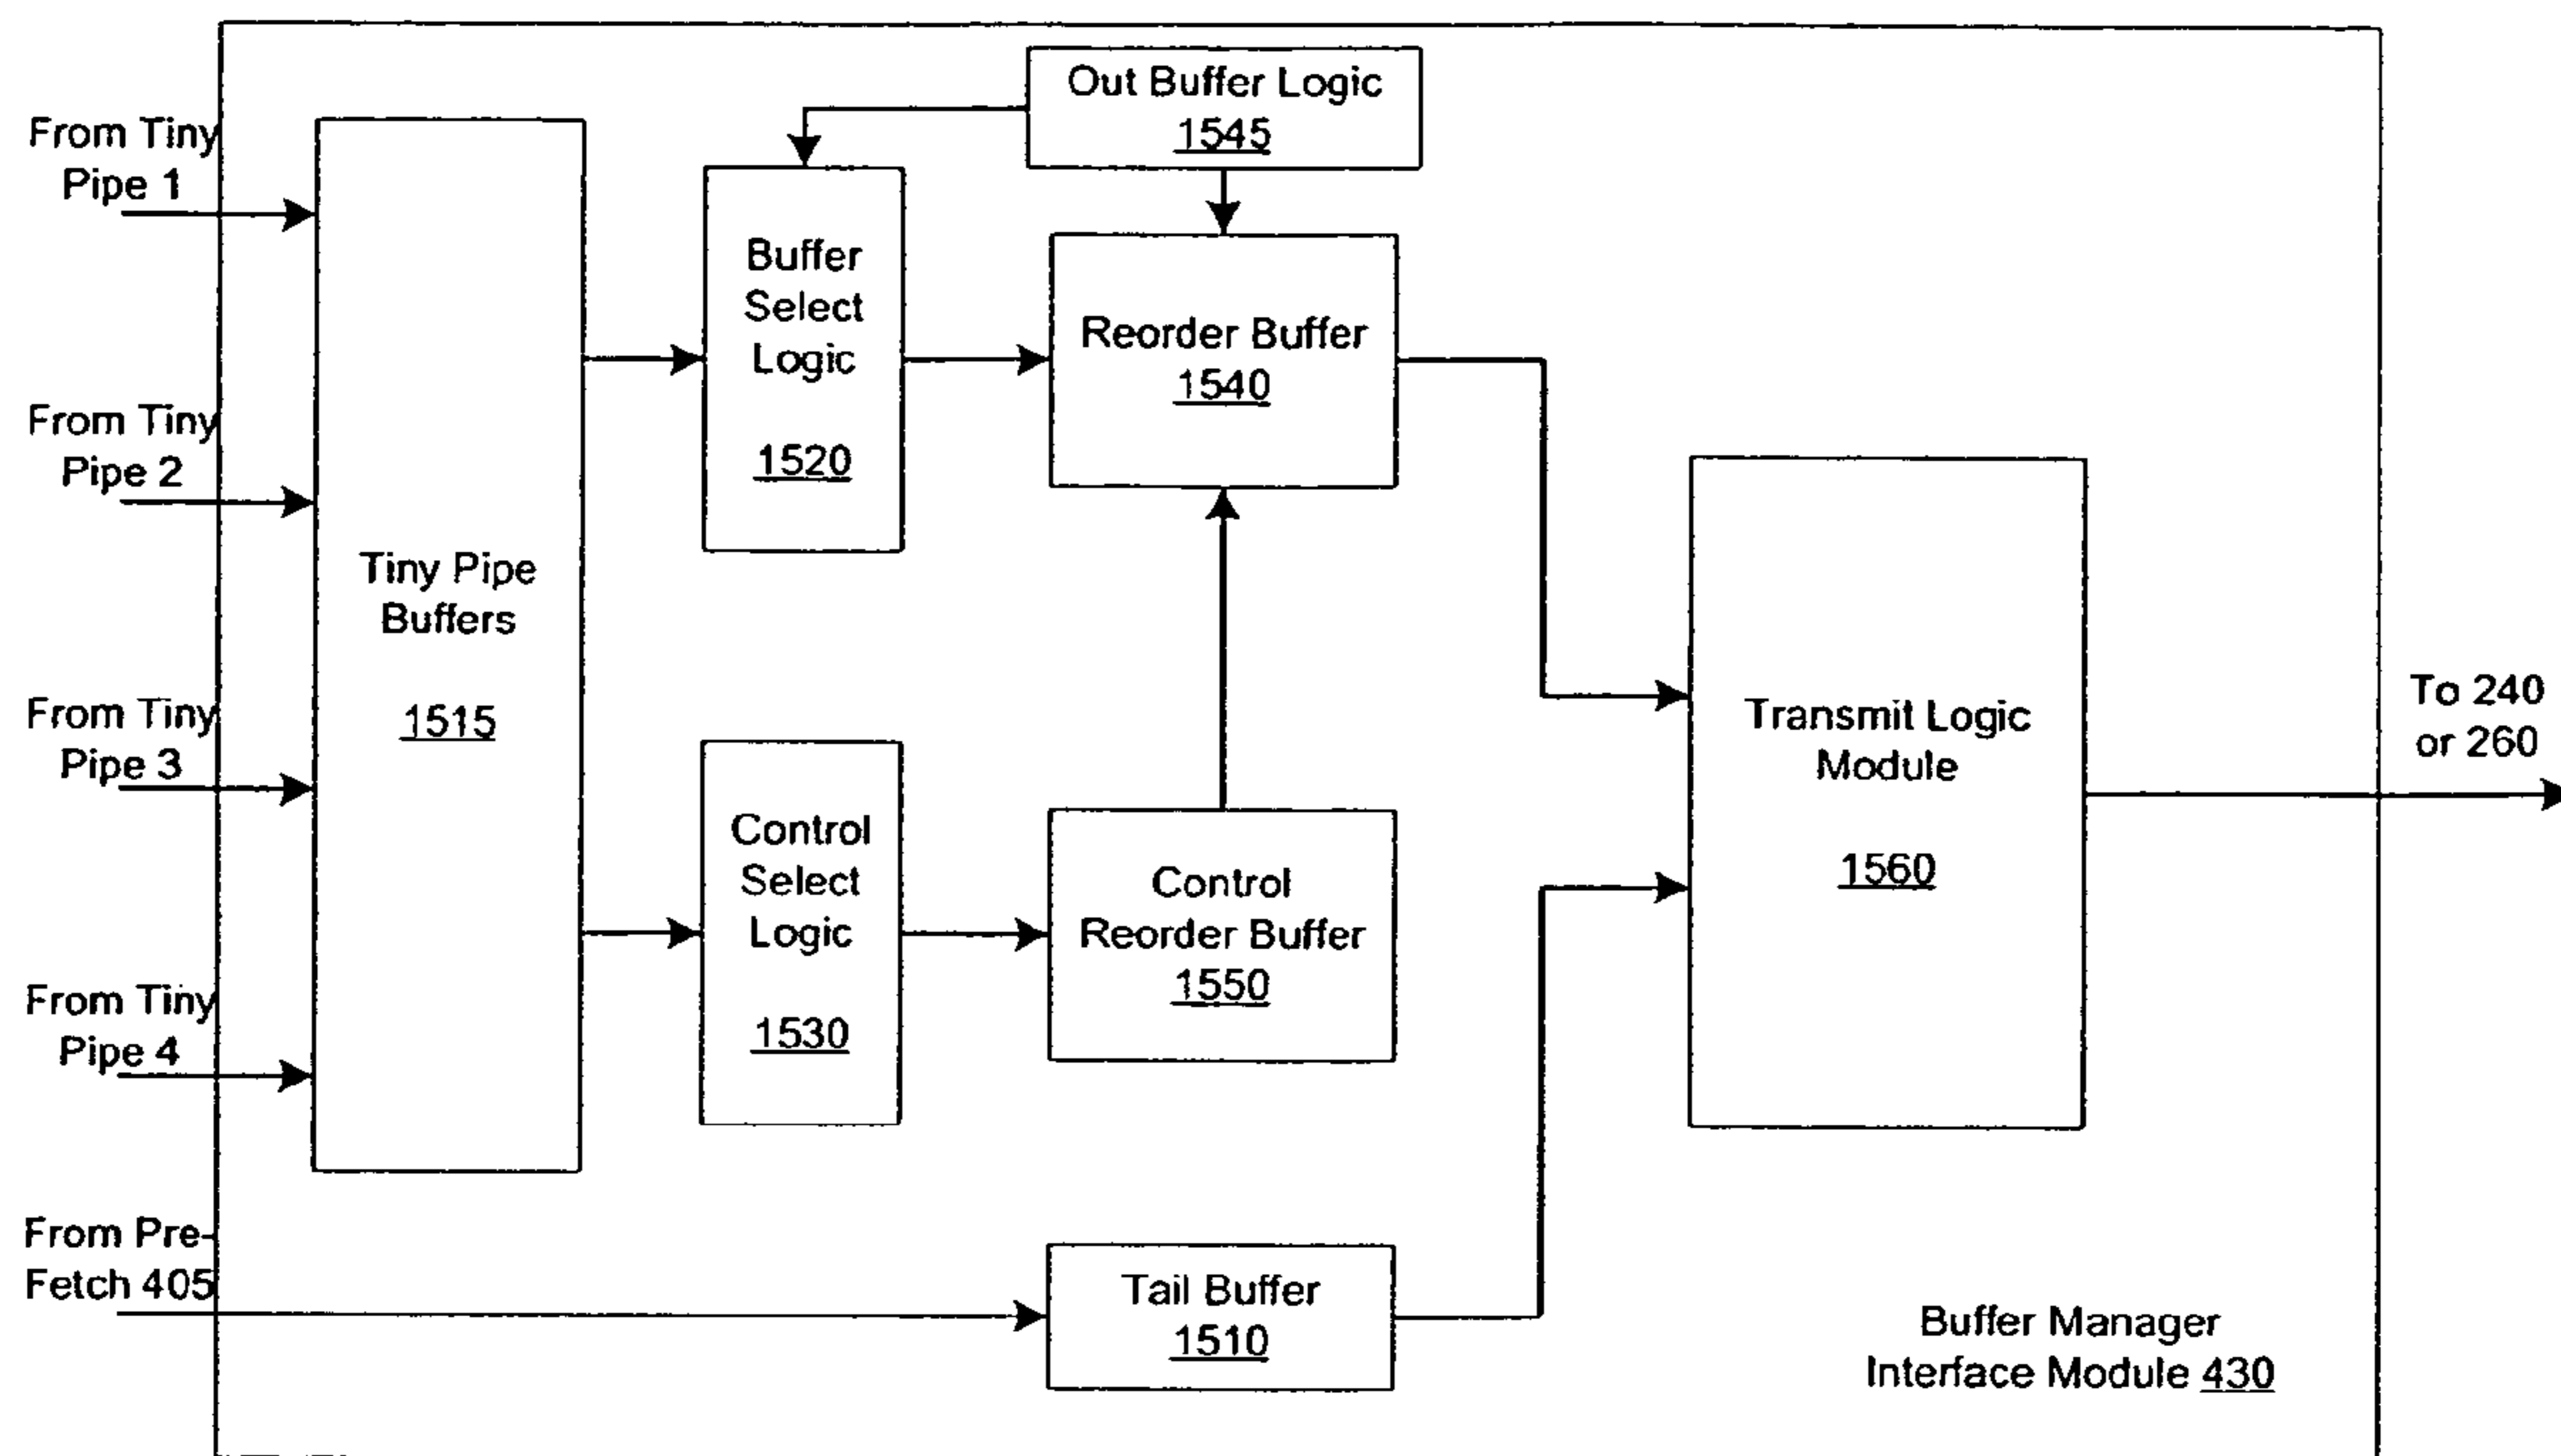 Out Buffer Logic
1545
From Tiny
Pipe 1
Buffer
Select
Logic
1520
Reorder Buffer
1540
From Tiny
Pipe 2
Tiny Pipe
Buffers
1515
From Tiny
Pipe 3
Control
Select
Logic
1530
Control
Reorder Buffer
1550
Transmit Logic
Module
1560
To 240
or 260
From Tiny
Pipe 4
From Pre-
Fetch 405
Tail Buffer
1510
Buffer Manager
Interface Module 430